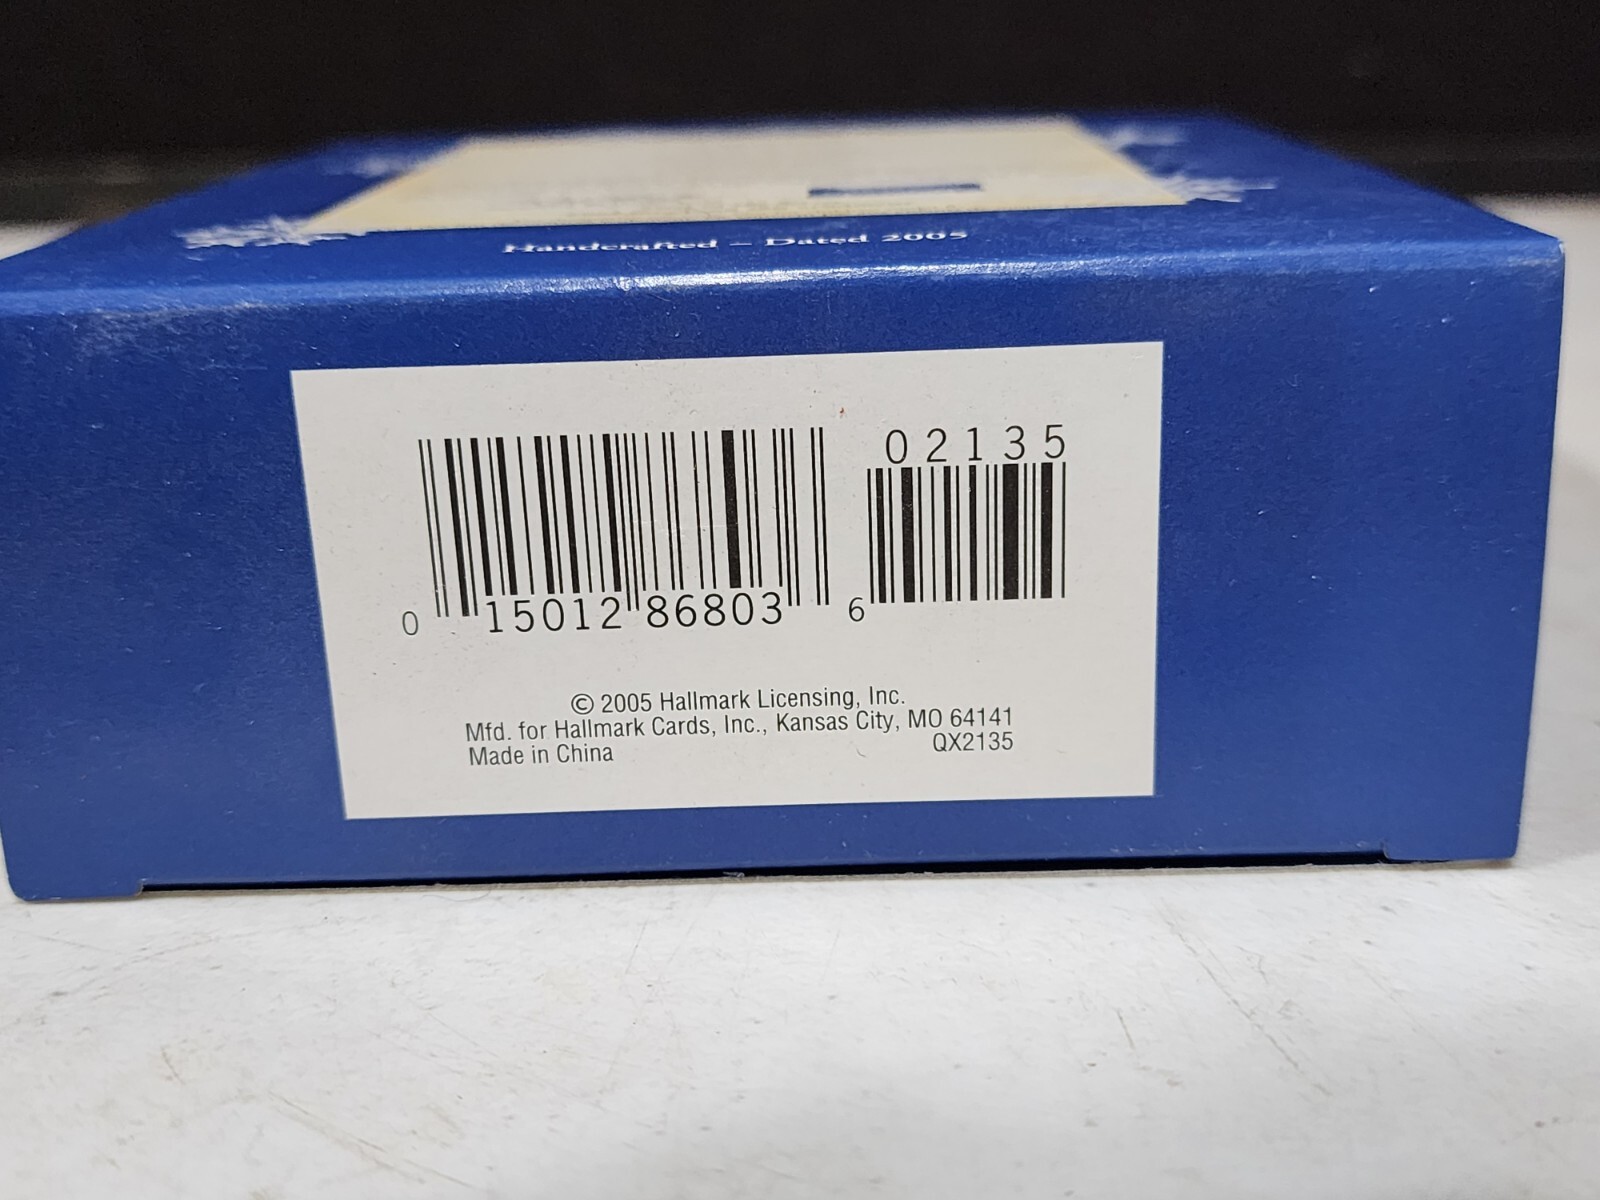 Handcrafted – Dated 2005
02135
0 15012 86803 6
© 2005 Hallmark Licensing, Inc.
Mfd. for Hallmark Cards, Inc., Kansas City, MO 64141
Made in China QX2135